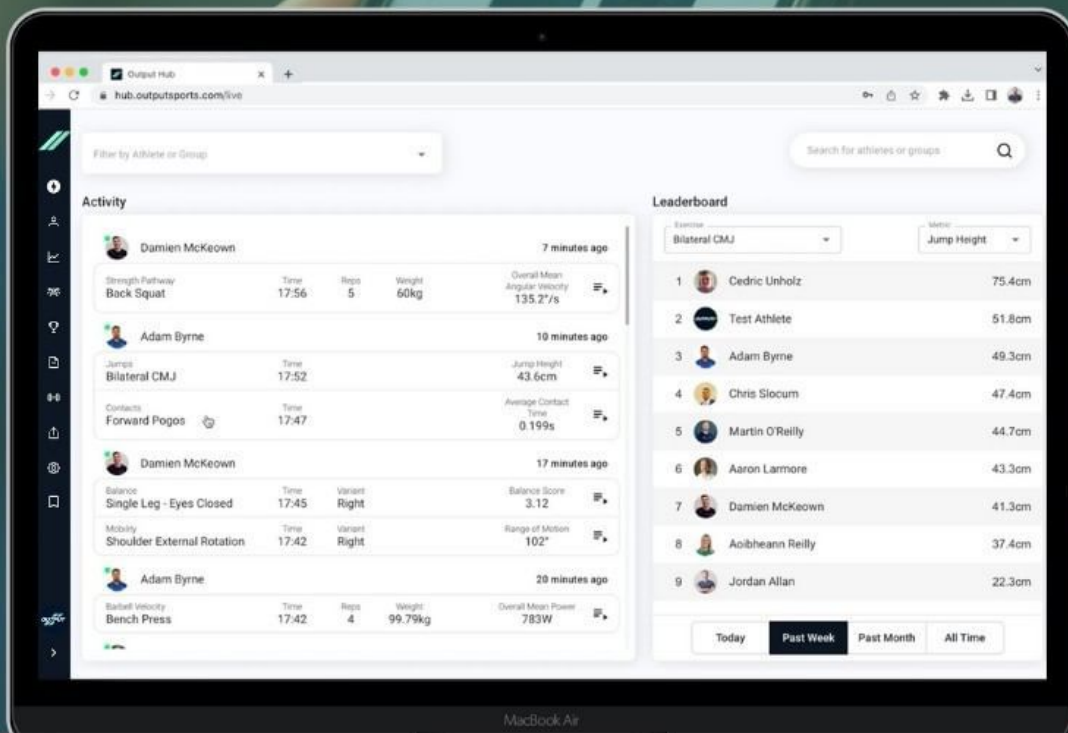 Output Hub
hub.outputsports.com/live
Filter by Athlete or Group
Search for athletes or groups
Activity
Damien McKeown
7 minutes ago
Strength Pathway Time Reps Weight Overall Mean Angular Velocity
Back Squat 17:56 5 60kg 135.2°/s
Adam Byrne
10 minutes ago
Jumps Time Jump Height
Bilateral CMJ 17:52 43.6cm
Contacts Time Average Contact Time
Forward Pogos 17:47 0.199s
Damien McKeown
17 minutes ago
Balance Time Variant Balance Score
Single Leg - Eyes Closed 17:45 Right 3.12
Mobility Time Variant Range of Motion
Shoulder External Rotation 17:42 Right 102°
Adam Byrne
20 minutes ago
Barbell Velocity Time Reps Weight Overall Mean Power
Bench Press 17:42 4 99.79kg 783W
Leaderboard
Exercise Metric
Bilateral CMJ Jump Height
1 Cedric Unholz 75.4cm
2 Test Athlete 51.8cm
3 Adam Byrne 49.3cm
4 Chris Slocum 47.4cm
5 Martin O'Reilly 44.7cm
6 Aaron Larmore 43.3cm
7 Damien McKeown 41.3cm
8 Aoibheann Reilly 37.4cm
9 Jordan Allan 22.3cm
Today Past Week Past Month All Time
MacBook Air